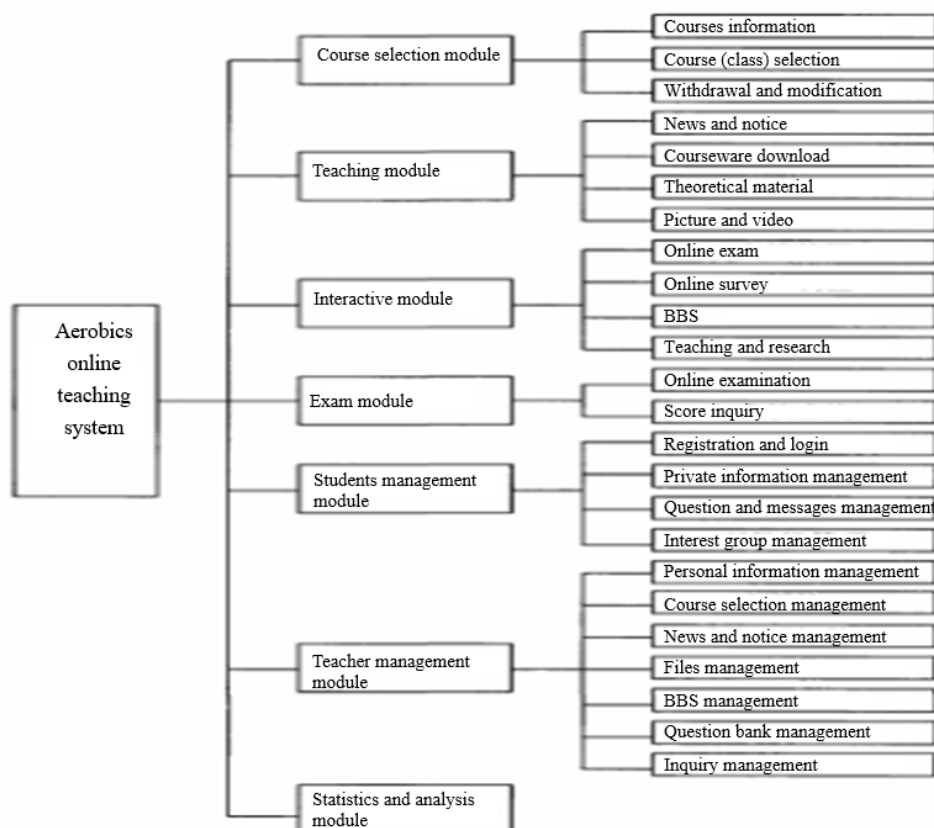 Aerobics
online
teaching
system
Course selection module
Courses information
Course (class) selection
Withdrawal and modification
Teaching module
News and notice
Courseware download
Theoretical material
Picture and video
Interactive module
Online exam
Online survey
BBS
Teaching and research
Exam module
Online examination
Score inquiry
Students management
module
Registration and login
Private information management
Question and messages management
Interest group management
Teacher management
module
Personal information management
Course selection management
News and notice management
Files management
BBS management
Question bank management
Inquiry management
Statistics and analysis
module